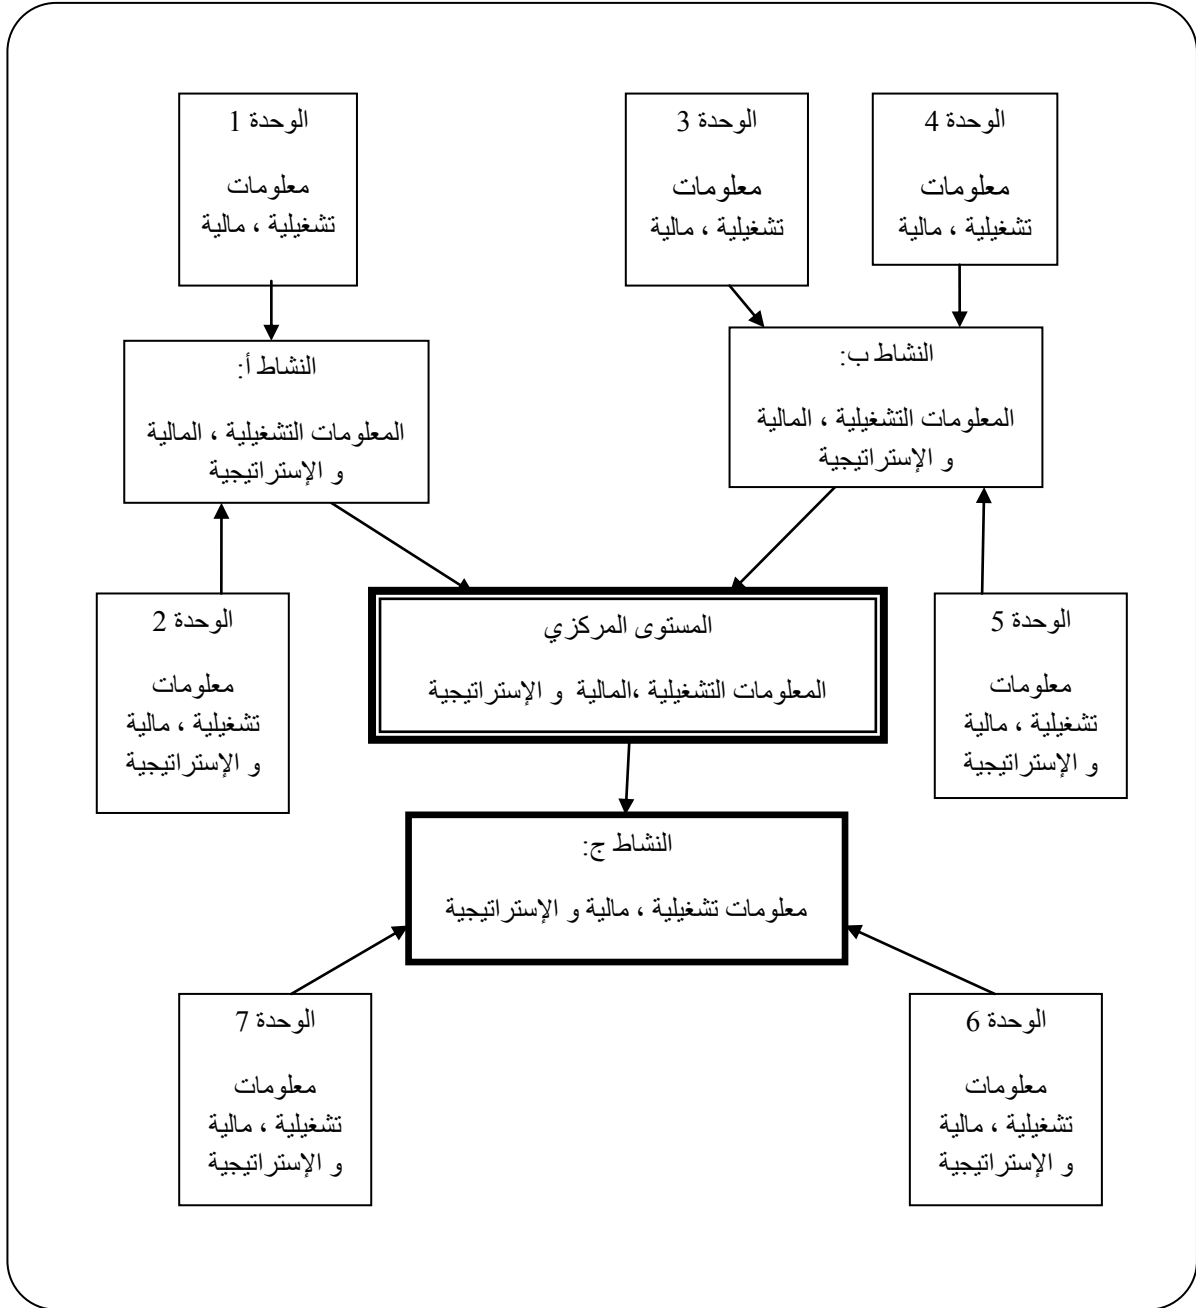 الوحدة 1
معلومات
تشغيلية ، مالية
الوحدة 3
معلومات
تشغيلية ، مالية
الوحدة 4
معلومات
تشغيلية ، مالية
النشاط أ:
المعلومات التشغيلية ، المالية
و الإستراتيجية
النشاط ب:
المعلومات التشغيلية ، المالية
و الإستراتيجية
الوحدة 2
معلومات
تشغيلية ، مالية
و الإستراتيجية
المستوى المركزي
المعلومات التشغيلية ،المالية و الإستراتيجية
الوحدة 5
معلومات
تشغيلية ، مالية
و الإستراتيجية
النشاط ج:
معلومات تشغيلية ، مالية و الإستراتيجية
الوحدة 7
معلومات
تشغيلية ، مالية
و الإستراتيجية
الوحدة 6
معلومات
تشغيلية ، مالية
و الإستراتيجية